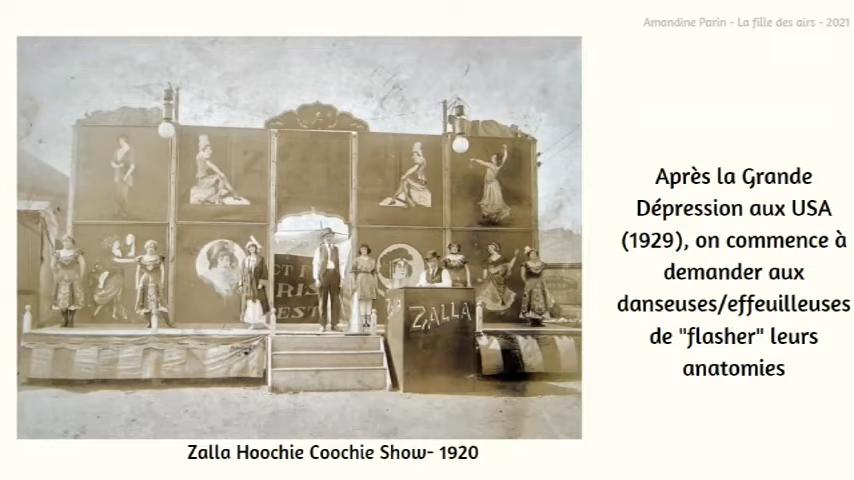 Amandine Parin - La fille des airs - 2021
Après la Grande
Dépression aux USA
(1929), on commence à
demander aux
danseuses/effeuilleuses
de "flasher" leurs
anatomies
ZALLA
Zalla Hoochie Coochie Show- 1920